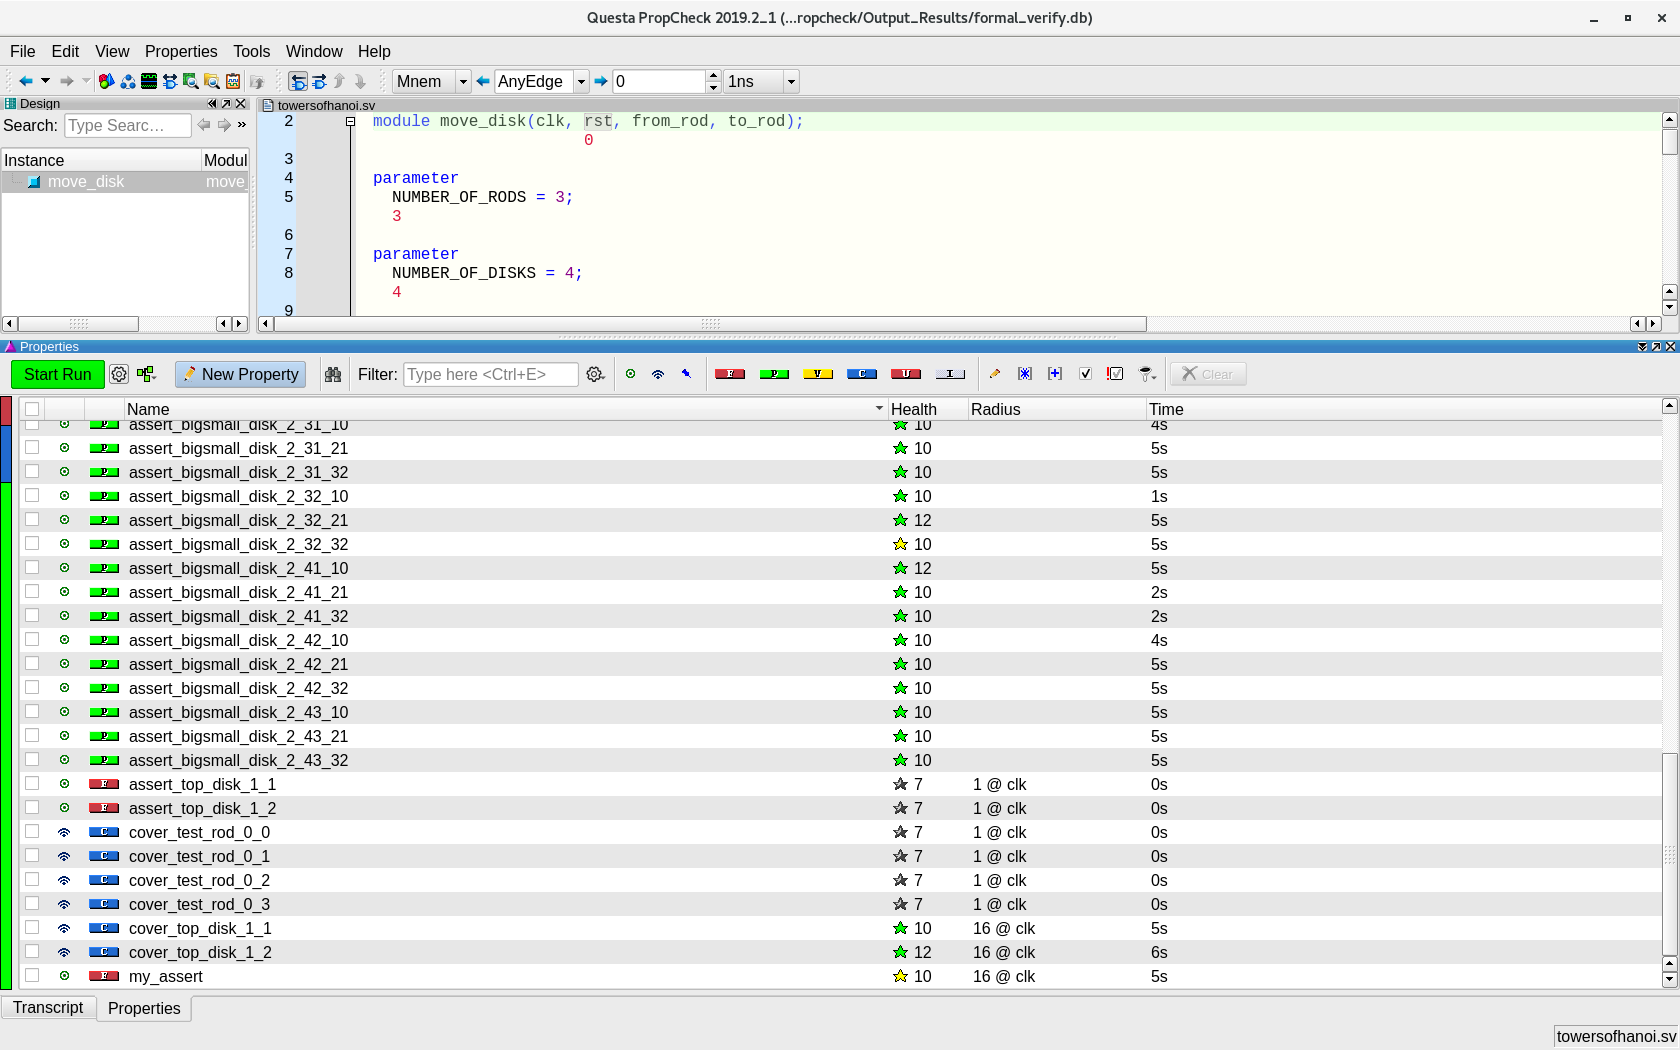 Questa PropCheck 2019.2_1 (...ropcheck/Output_Results/formal_verify.db)
File Edit View Properties Tools Window Help
Mnem AnyEdge 0 1ns
Design
Search: Type Searc...
Instance Modul
move_disk move_
towersofhanoi.sv
2 module move_disk(clk, rst, from_rod, to_rod);
0
3
4 parameter
5 NUMBER_OF_RODS = 3;
3
6
7 parameter
8 NUMBER_OF_DISKS = 4;
4
9
Properties
Start Run New Property Filter: Type here <Ctrl+E> F P V C U I Clear
Name Health Radius Time
P assert_bigsmall_disk_2_31_10 10 4s
P assert_bigsmall_disk_2_31_21 10 5s
P assert_bigsmall_disk_2_31_32 10 5s
P assert_bigsmall_disk_2_32_10 10 1s
P assert_bigsmall_disk_2_32_21 12 5s
P assert_bigsmall_disk_2_32_32 10 5s
P assert_bigsmall_disk_2_41_10 12 5s
P assert_bigsmall_disk_2_41_21 10 2s
P assert_bigsmall_disk_2_41_32 10 2s
P assert_bigsmall_disk_2_42_10 10 4s
P assert_bigsmall_disk_2_42_21 10 5s
P assert_bigsmall_disk_2_42_32 10 5s
P assert_bigsmall_disk_2_43_10 10 5s
P assert_bigsmall_disk_2_43_21 10 5s
P assert_bigsmall_disk_2_43_32 10 5s
F assert_top_disk_1_1 7 1 @ clk 0s
F assert_top_disk_1_2 7 1 @ clk 0s
C cover_test_rod_0_0 7 1 @ clk 0s
C cover_test_rod_0_1 7 1 @ clk 0s
C cover_test_rod_0_2 7 1 @ clk 0s
C cover_test_rod_0_3 7 1 @ clk 0s
C cover_top_disk_1_1 10 16 @ clk 5s
C cover_top_disk_1_2 12 16 @ clk 6s
F my_assert 10 16 @ clk 5s
Transcript Properties
towersofhanoi.sv